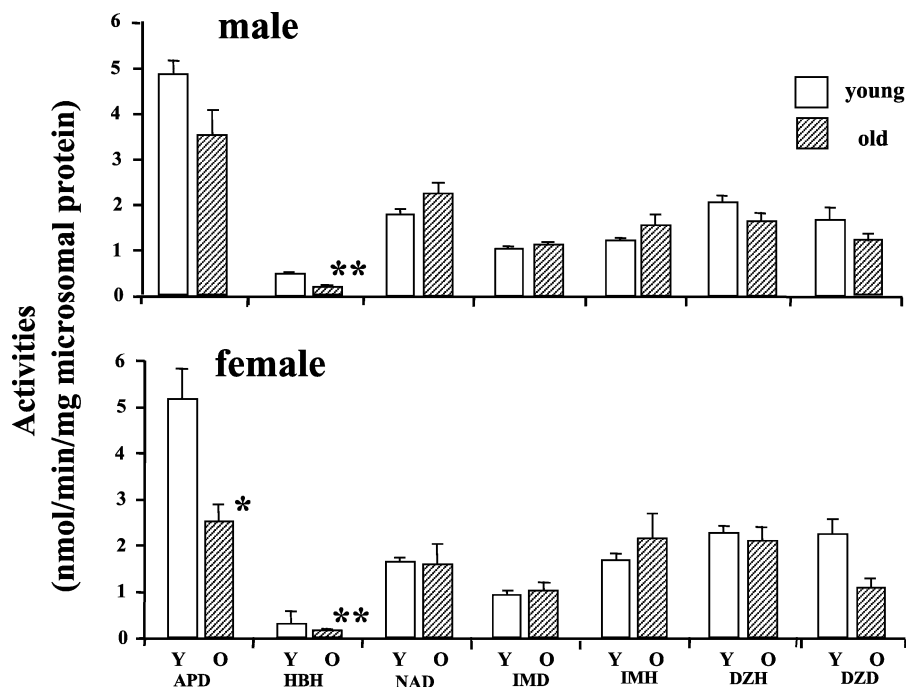 male
6
5
4
3
2
1
0
young
old
**
female
6
5
4
3
2
1
0
*
**
Activities
(nmol/min/mg microsomal protein)
Y O Y O Y O Y O Y O Y O Y O
APD HBH NAD IMD IMH DZH DZD